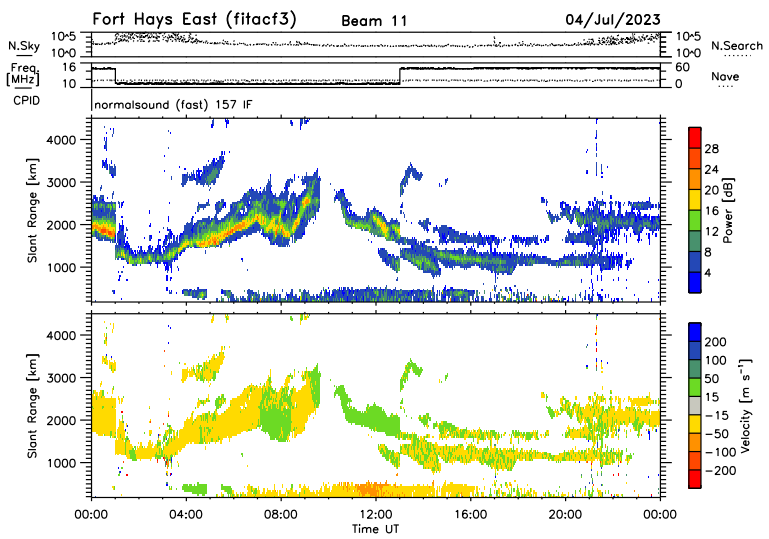 Fort Hays East (fitacf3) Beam 11 04/Jul/2023
N.Sky 10^5 10^0 10^5 10^0 N.Search
Freq. [MHz] 16 10 60 0 Nave
CPID normalsound (fast) 157 IF
Slant Range [km] 4000 3000 2000 1000
28 24 20 16 12 8 4 Power [dB]
Slant Range [km] 4000 3000 2000 1000
200 100 50 15 −15 −50 −100 −200 Velocity [m s⁻¹]
00:00 04:00 08:00 12:00 16:00 20:00 00:00
Time UT